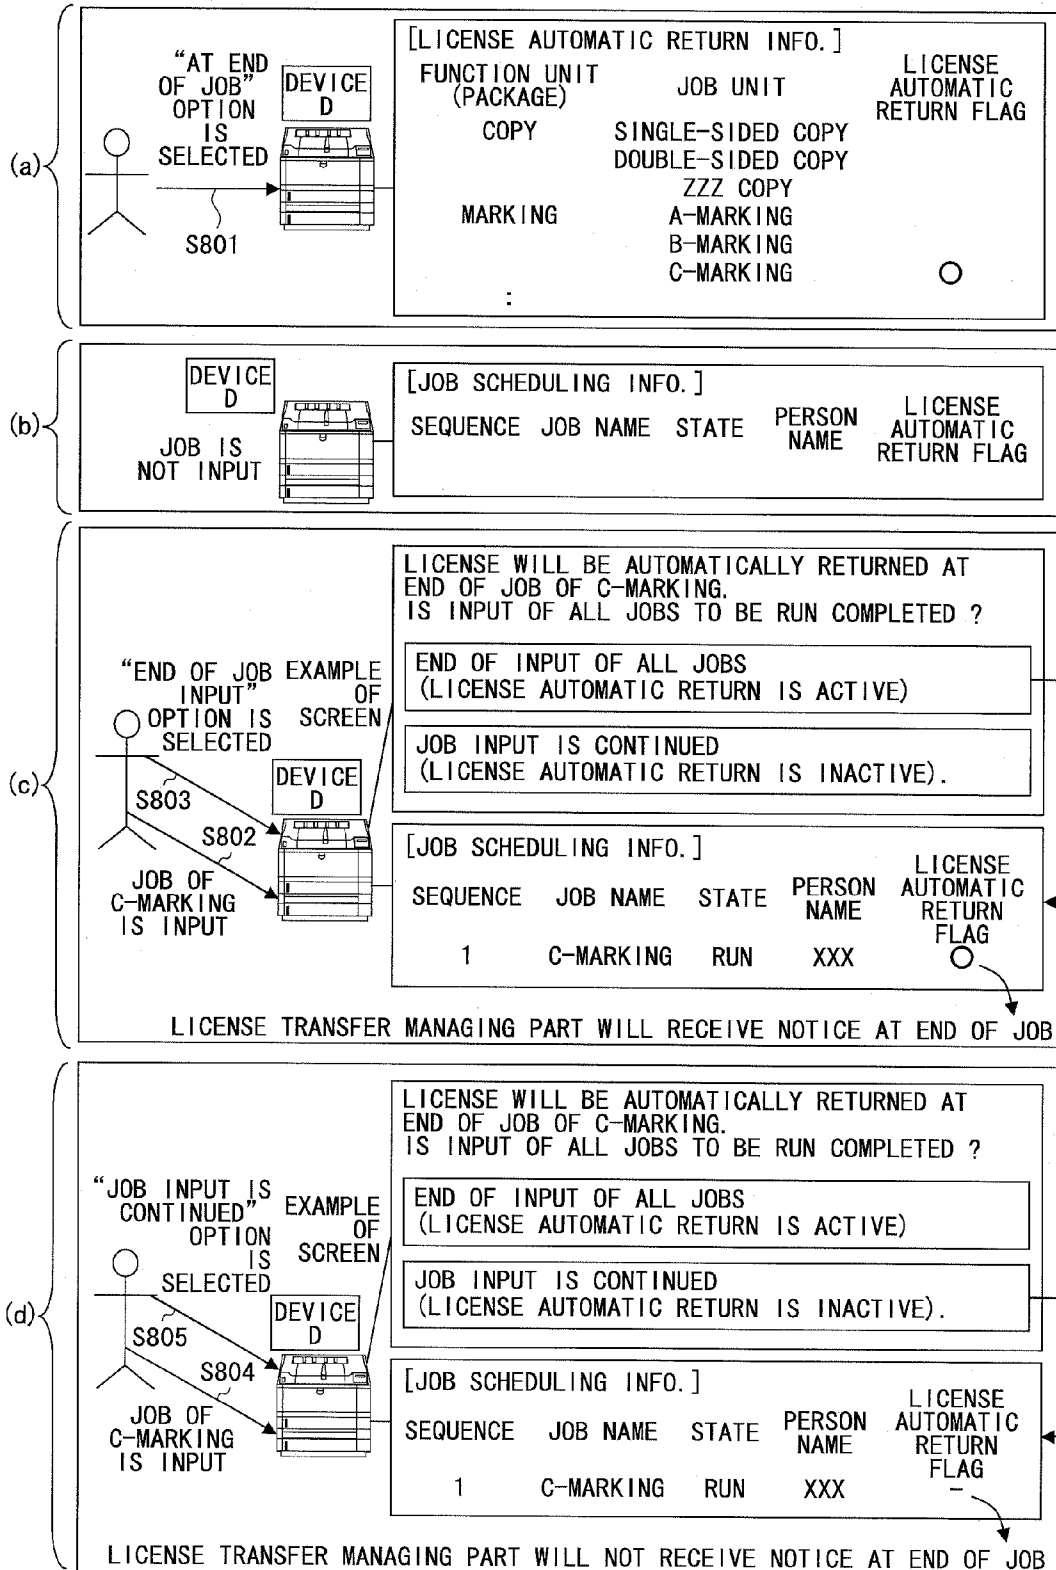 (a)
"AT END
OF JOB"
OPTION
IS
SELECTED
DEVICE
D
S801
[LICENSE AUTOMATIC RETURN INFO.]
FUNCTION UNIT
(PACKAGE)
JOB UNIT
LICENSE
AUTOMATIC
RETURN FLAG
COPY
SINGLE-SIDED COPY
DOUBLE-SIDED COPY
ZZZ COPY
MARKING
A-MARKING
B-MARKING
C-MARKING
○
:
(b)
DEVICE
D
JOB IS
NOT INPUT
[JOB SCHEDULING INFO.]
SEQUENCE JOB NAME STATE PERSON
NAME
LICENSE
AUTOMATIC
RETURN FLAG
(c)
"END OF JOB
INPUT"
OPTION IS
SELECTED
EXAMPLE
OF
SCREEN
DEVICE
D
S803
S802
JOB OF
C-MARKING
IS INPUT
LICENSE WILL BE AUTOMATICALLY RETURNED AT
END OF JOB OF C-MARKING.
IS INPUT OF ALL JOBS TO BE RUN COMPLETED ?
END OF INPUT OF ALL JOBS
(LICENSE AUTOMATIC RETURN IS ACTIVE)
JOB INPUT IS CONTINUED
(LICENSE AUTOMATIC RETURN IS INACTIVE).
[JOB SCHEDULING INFO.]
SEQUENCE JOB NAME STATE PERSON
NAME
LICENSE
AUTOMATIC
RETURN
FLAG
1 C-MARKING RUN XXX ○
LICENSE TRANSFER MANAGING PART WILL RECEIVE NOTICE AT END OF JOB
(d)
"JOB INPUT IS
CONTINUED"
OPTION
IS
SELECTED
EXAMPLE
OF
SCREEN
DEVICE
D
S805
S804
JOB OF
C-MARKING
IS INPUT
LICENSE WILL BE AUTOMATICALLY RETURNED AT
END OF JOB OF C-MARKING.
IS INPUT OF ALL JOBS TO BE RUN COMPLETED ?
END OF INPUT OF ALL JOBS
(LICENSE AUTOMATIC RETURN IS ACTIVE)
JOB INPUT IS CONTINUED
(LICENSE AUTOMATIC RETURN IS INACTIVE).
[JOB SCHEDULING INFO.]
SEQUENCE JOB NAME STATE PERSON
NAME
LICENSE
AUTOMATIC
RETURN
FLAG
1 C-MARKING RUN XXX -
LICENSE TRANSFER MANAGING PART WILL NOT RECEIVE NOTICE AT END OF JOB